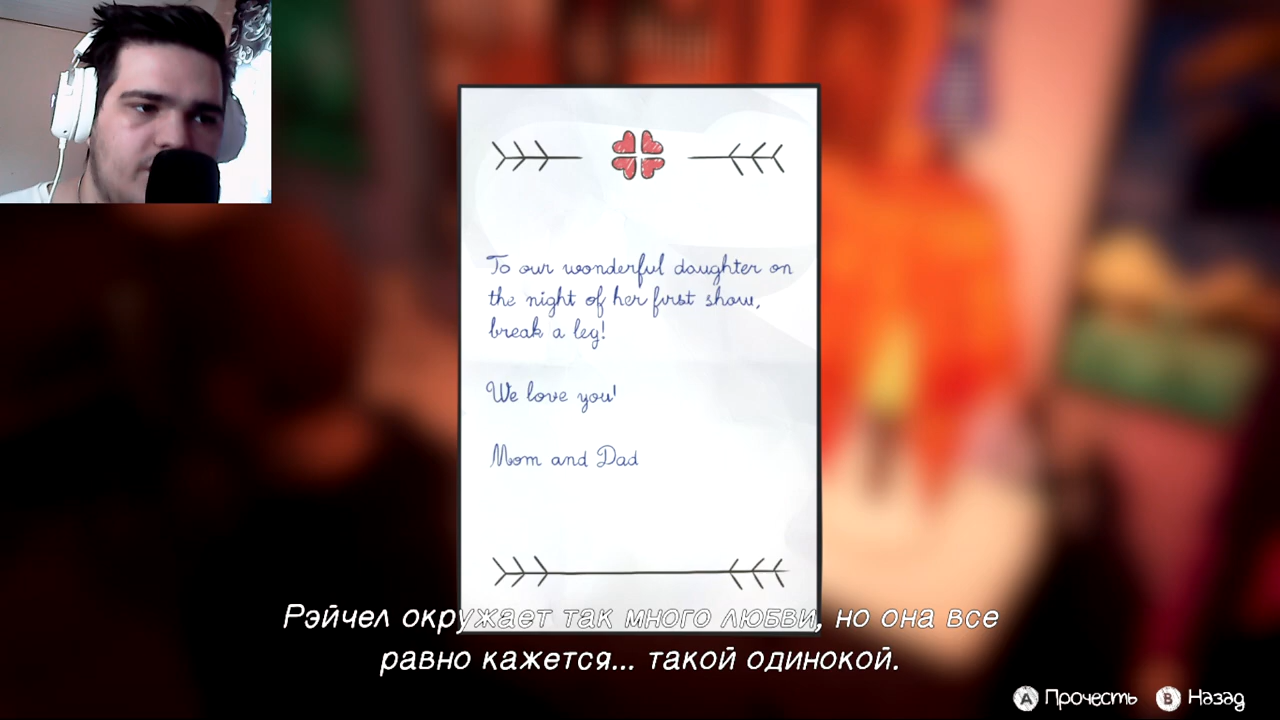 To our wonderful daughter on
the night of her first show,
break a leg!
We love you!
Mom and Dad
Рэйчел окружает так много любви, но она все
равно кажется... такой одинокой.
A Прочесть B Назад